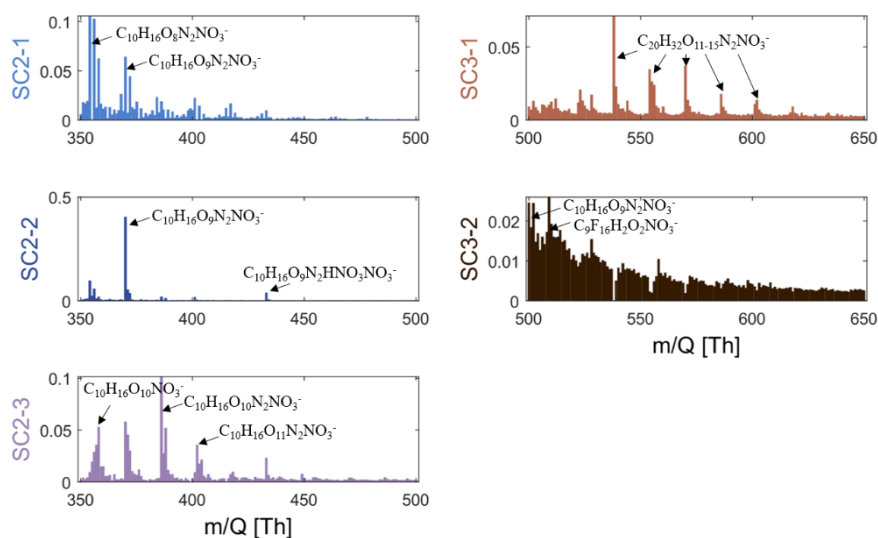 SC2-1
0.1
0.05
0
350 400 450 500
C₁₀H₁₆O₈N₂NO₃⁻
C₁₀H₁₆O₉N₂NO₃⁻
SC3-1
0.05
0
500 550 600 650
C₂₀H₃₂O₁₁₋₁₅N₂NO₃⁻
SC2-2
0.5
0
350 400 450 500
C₁₀H₁₆O₉N₂NO₃⁻
C₁₀H₁₆O₉N₂HNO₃NO₃⁻
SC3-2
0.02
0.01
0
500 550 600 650
m/Q [Th]
C₁₀H₁₆O₉N₂NO₃⁻
C₉F₁₆H₂O₂NO₃⁻
SC2-3
0.1
0.05
0
350 400 450 500
m/Q [Th]
C₁₀H₁₆O₁₀NO₃⁻
C₁₀H₁₆O₁₀N₂NO₃⁻
C₁₀H₁₆O₁₁N₂NO₃⁻